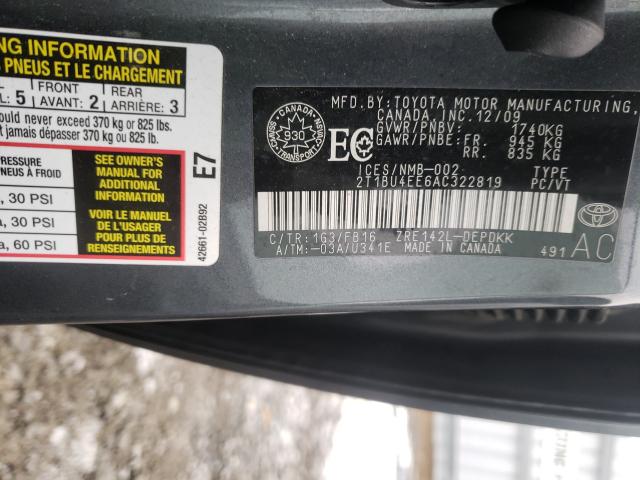 NG INFORMATION
PNEUS ET LE CHARGEMENT
5 FRONT AVANT: 2 REAR ARRIÈRE: 3
should never exceed 370 kg or 825 lbs.
jamais dépasser 370 kg ou 825 lb.
PRESSURE
PNEUS À FROID
30 PSI
30 PSI
60 PSI
SEE OWNER'S
MANUAL FOR
ADDITIONAL
INFORMATION
VOIR LE MANUEL
DE L'USAGER
POUR PLUS DE
RENSEIGNEMENTS
E7
42661-02B92
MFD.BY: TOYOTA MOTOR MANUFACTURING,
CANADA, INC. 12/09
GVWR/PNBV: 1740KG
GAWR/PNBE: FR. 945 KG
RR. 835 KG
CANADA
930
TRANSPORT
EC
ICES/NMB-002 TYPE
2T1BU4EE6AC322819 PC/VT
C/TR: 1G3/FB16 ZRE142L-DEPDKK
A/TM: -03A/U341E MADE IN CANADA
491 AC
TOYOTA